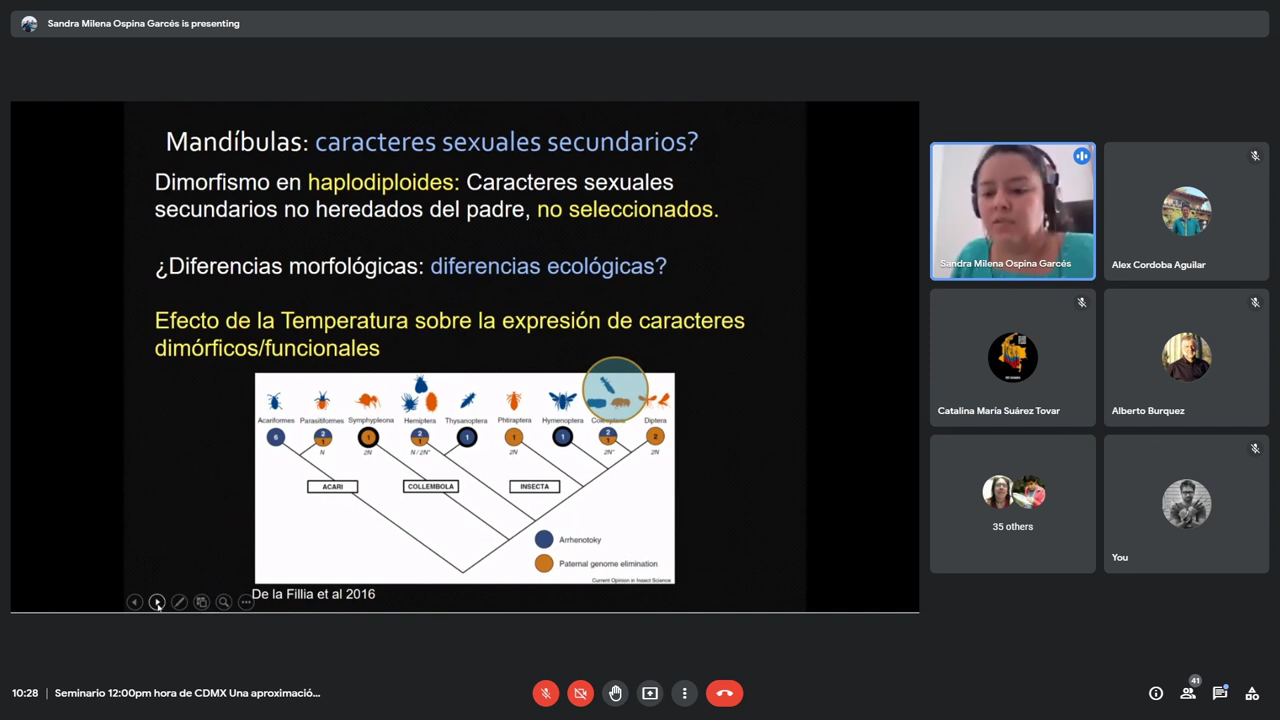 Sandra Milena Ospina Garcés is presenting
Mandíbulas: caracteres sexuales secundarios?
Dimorfismo en haplodiploides: Caracteres sexuales
secundarios no heredados del padre, no seleccionados.
¿Diferencias morfológicas: diferencias ecológicas?
Efecto de la Temperatura sobre la expresión de caracteres
dimórficos/funcionales
Acariformes Parasitiformes Symphypleona Hemiptera Thysanoptera Phtiraptera Hymenoptera Diptera
6 2 1 1 2 1 1 1 1 2 1 2
N 2N N / 2N* 2N 2N* 2N
ACARI COLLEMBOLA INSECTA
Arrhenotoky
Paternal genome elimination
Current Opinion in Insect Science
De la Fillia et al 2016
Sandra Milena Ospina Garcés
Alex Cordoba Aguilar
Catalina María Suárez Tovar
Alberto Burquez
35 others
You
10:28 | Seminario 12:00pm hora de CDMX Una aproximació...
41